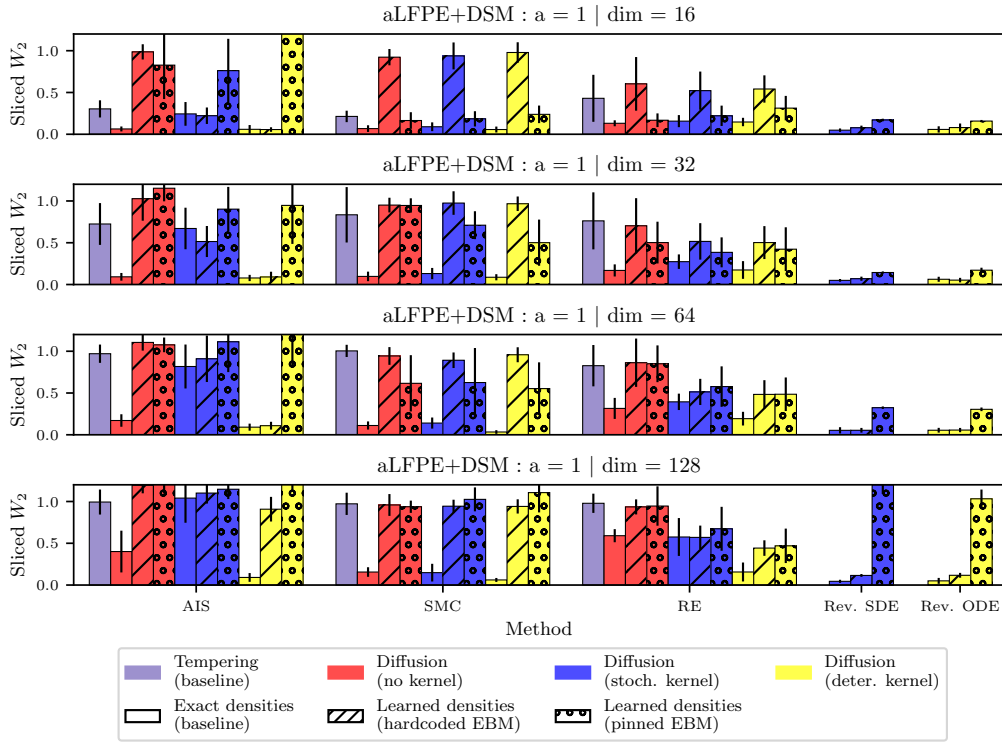 aLFPE+DSM : a = 1 | dim = 16
Sliced W2
1.0
0.5
0.0
aLFPE+DSM : a = 1 | dim = 32
Sliced W2
1.0
0.5
0.0
aLFPE+DSM : a = 1 | dim = 64
Sliced W2
1.0
0.5
0.0
aLFPE+DSM : a = 1 | dim = 128
Sliced W2
1.0
0.5
0.0
AIS SMC RE Rev. SDE Rev. ODE
Method
Tempering (baseline)
Diffusion (no kernel)
Diffusion (stoch. kernel)
Diffusion (deter. kernel)
Exact densities (baseline)
Learned densities (hardcoded EBM)
Learned densities (pinned EBM)